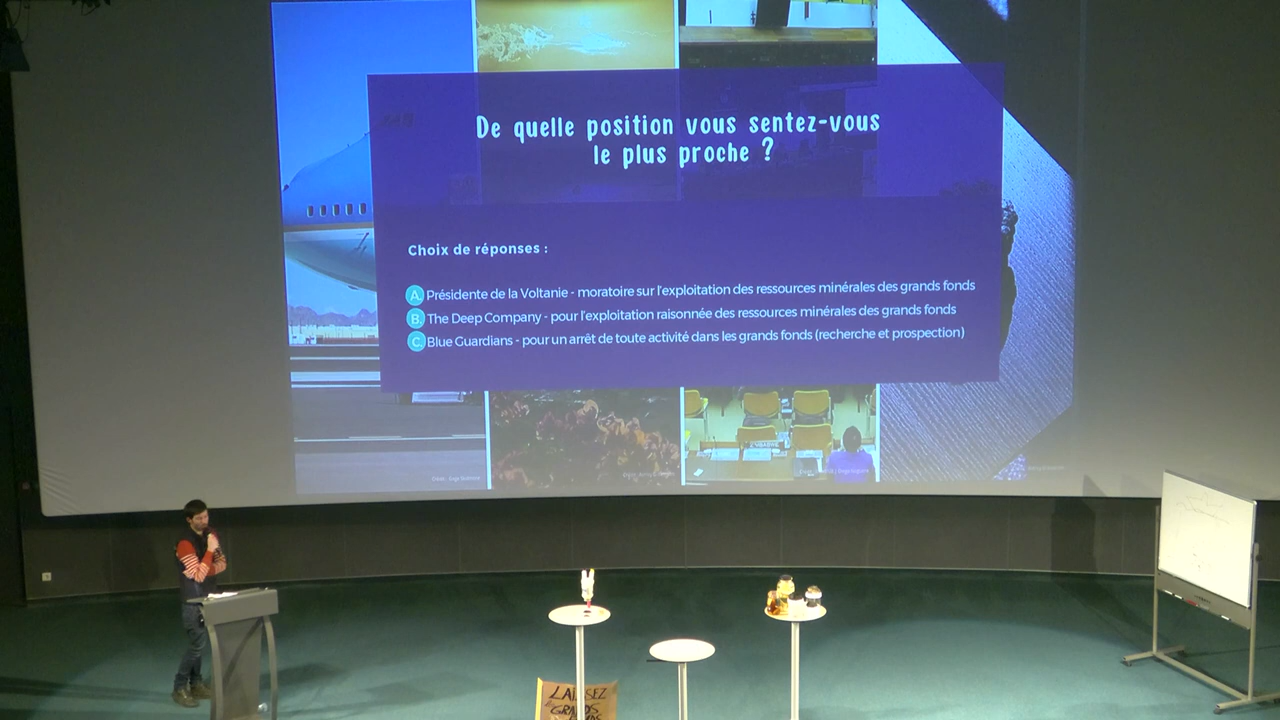 De quelle position vous sentez-vous
le plus proche ?
Choix de réponses :
A. Présidente de la Voltanie - moratoire sur l'exploitation des ressources minérales des grands fonds
B. The Deep Company - pour l'exploitation raisonnée des ressources minérales des grands fonds
C. Blue Guardians - pour un arrêt de toute activité dans les grands fonds (recherche et prospection)
LAISSEZ
GRANDS